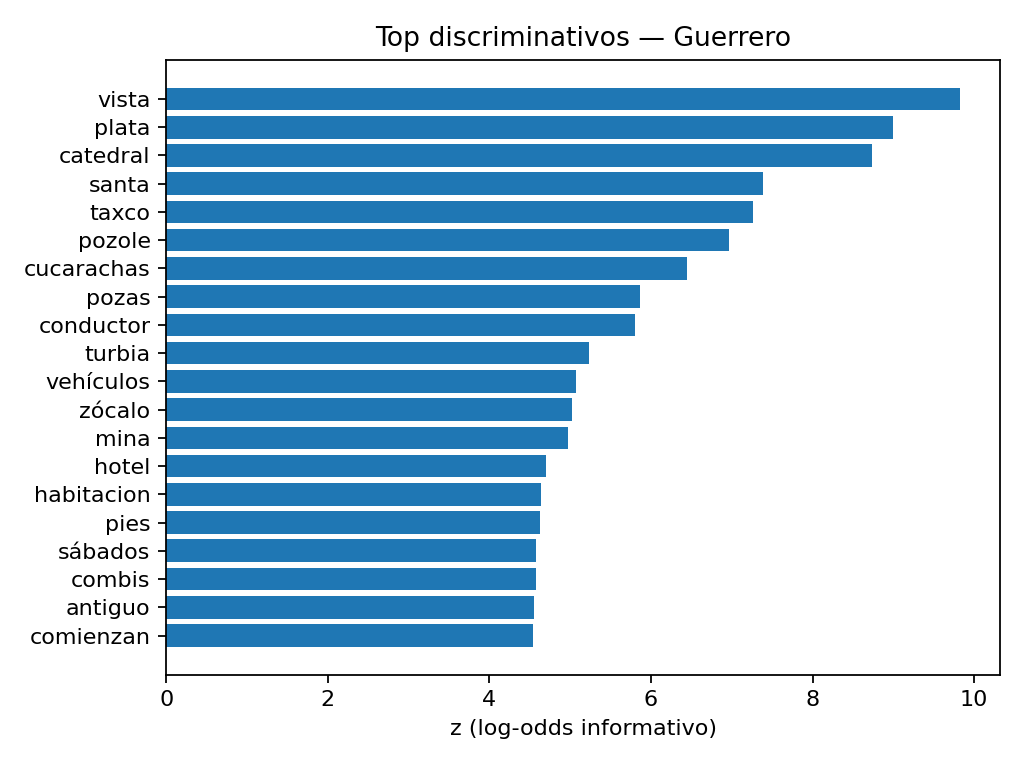 Top discriminativos — Guerrero
vista
plata
catedral
santa
taxco
pozole
cucarachas
pozas
conductor
turbia
vehículos
zócalo
mina
hotel
habitacion
pies
sábados
combis
antiguo
comienzan
0 2 4 6 8 10
z (log-odds informativo)